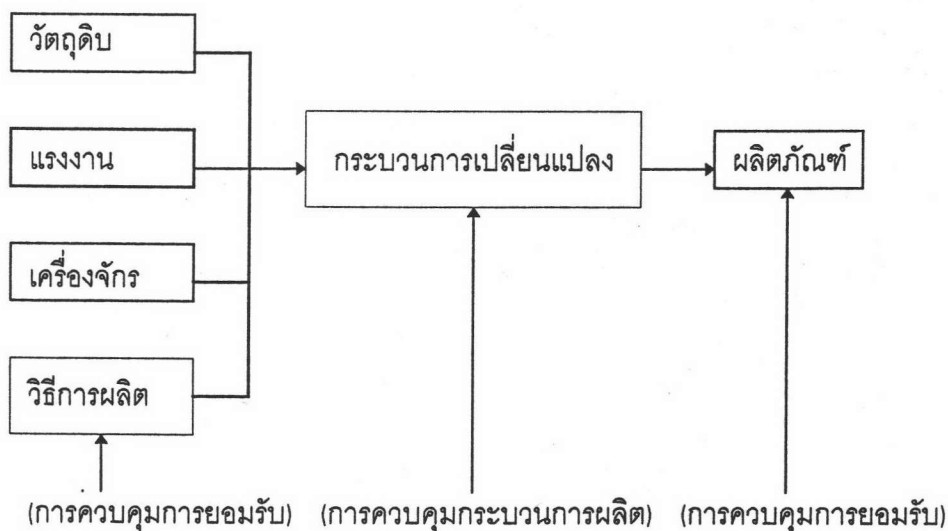 วัตถุดิบ
แรงงาน
เครื่องจักร
วิธีการผลิต
กระบวนการเปลี่ยนแปลง
ผลิตภัณฑ์
(การควบคุมการยอมรับ)
(การควบคุมกระบวนการผลิต)
(การควบคุมการยอมรับ)